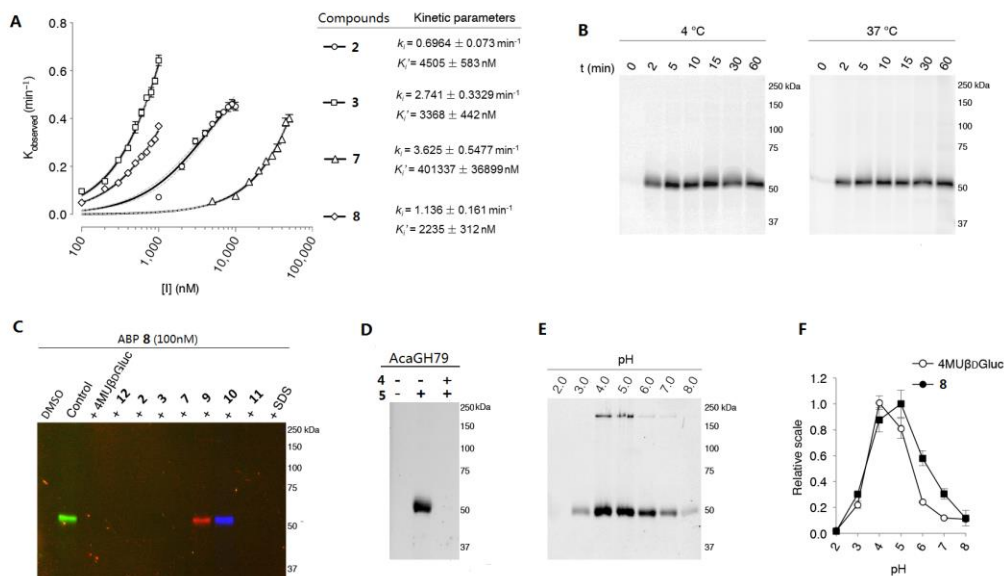 A
K observed (min⁻¹)
0.8
0.6
0.4
0.2
0.0
100
1,000
10,000
100,000
[I] (nM)
Compounds Kinetic parameters
2 kᵢ = 0.6964 ± 0.073 min⁻¹
Kᵢ' = 4505 ± 583 nM
3 kᵢ = 2.741 ± 0.3329 min⁻¹
Kᵢ' = 3368 ± 442 nM
7 kᵢ = 3.625 ± 0.5477 min⁻¹
Kᵢ' = 401337 ± 36899 nM
8 kᵢ = 1.136 ± 0.161 min⁻¹
Kᵢ' = 2235 ± 312 nM
B
4 °C 37 °C
t (min) 0 2 5 10 15 30 60 0 2 5 10 15 30 60
250 kDa 250 kDa
150 150
100 100
75 75
50 50
37 37
C
ABP 8 (100nM)
DMSO
Control
+ 4MUβDGluc
+ 12
+ 2
+ 3
+ 7
+ 9
+ 10
+ 11
+ SDS
250 kDa
150
100
75
50
37
D
AcaGH79
4 - - +
5 - + +
250 kDa
150
100
75
50
37
E
pH
2.0 3.0 4.0 5.0 6.0 7.0 8.0
250 kDa
150
100
75
50
37
F
4MUβDGluc
8
Relative scale
1.4
1.2
1.0
0.8
0.6
0.4
0.2
0.0
2 3 4 5 6 7 8
pH